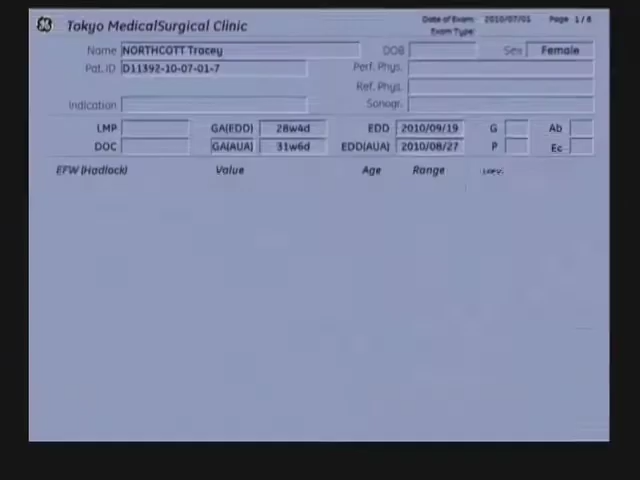 Tokyo MedicalSurgical Clinic
Date of Exam: 2010/07/01 Page 1/8
Exam Type:
Name NORTHCOTT Tracey DOB Sex Female
Pat. ID D11392-10-07-01-7 Perf. Phys.
Ref. Phys.
Indication Sonogr.
LMP GA(EDD) 28w4d EDD 2010/09/19 G Ab
DOC GA(AUA) 31w6d EDD(AUA) 2010/08/27 P Ec
EFW (Hadlock) Value Age Range